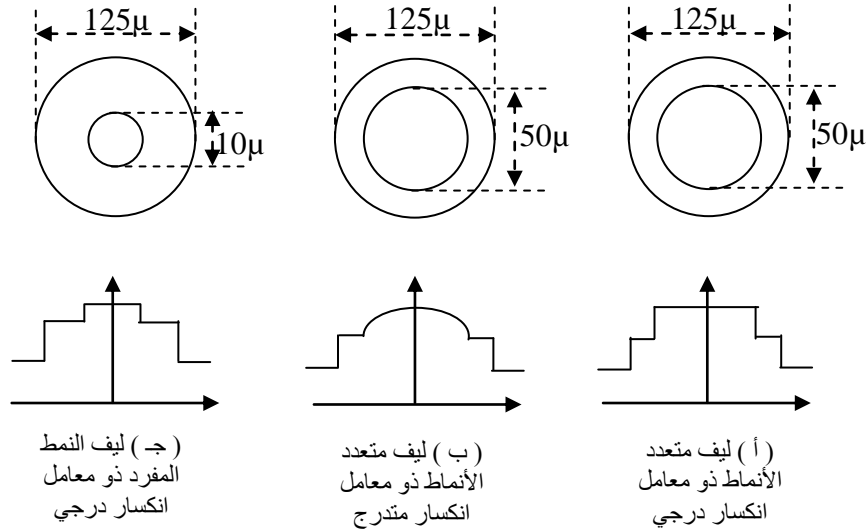 125µ
125µ
125µ
10µ
50µ
50µ
( أ ) ليف متعدد
الأنماط ذو معامل
انكسار درجي
( ب ) ليف متعدد
الأنماط ذو معامل
انكسار متدرج
( جـ ) ليف النمط
المفرد ذو معامل
انكسار درجي